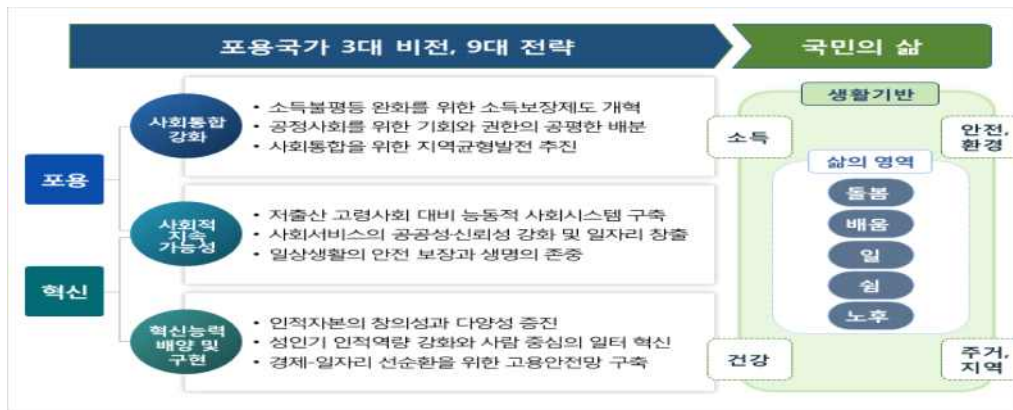 포용국가 3대 비전, 9대 전략
국민의 삶
포용
혁신
사회통합
강화
• 소득불평등 완화를 위한 소득보장제도 개혁
• 공정사회를 위한 기회와 권한의 공평한 배분
• 사회통합을 위한 지역균형발전 추진
사회적
지속
가능성
• 저출산 고령사회 대비 능동적 사회시스템 구축
• 사회서비스의 공공성·신뢰성 강화 및 일자리 창출
• 일상생활의 안전 보장과 생명의 존중
혁신능력
배양 및
구현
• 인적자본의 창의성과 다양성 증진
• 성인기 인적역량 강화와 사람 중심의 일터 혁신
• 경제-일자리 선순환을 위한 고용안전망 구축
생활기반
소득
안전,
환경
삶의 영역
돌봄
배움
일
쉼
노후
건강
주거,
지역